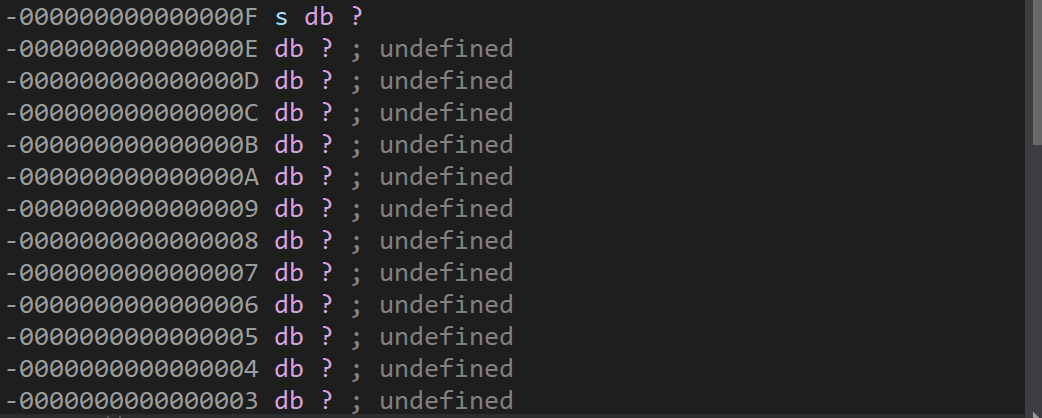 -000000000000000F s db ?
-000000000000000E db ? ; undefined
-000000000000000D db ? ; undefined
-000000000000000C db ? ; undefined
-000000000000000B db ? ; undefined
-000000000000000A db ? ; undefined
-0000000000000009 db ? ; undefined
-0000000000000008 db ? ; undefined
-0000000000000007 db ? ; undefined
-0000000000000006 db ? ; undefined
-0000000000000005 db ? ; undefined
-0000000000000004 db ? ; undefined
-0000000000000003 db ? ; undefined